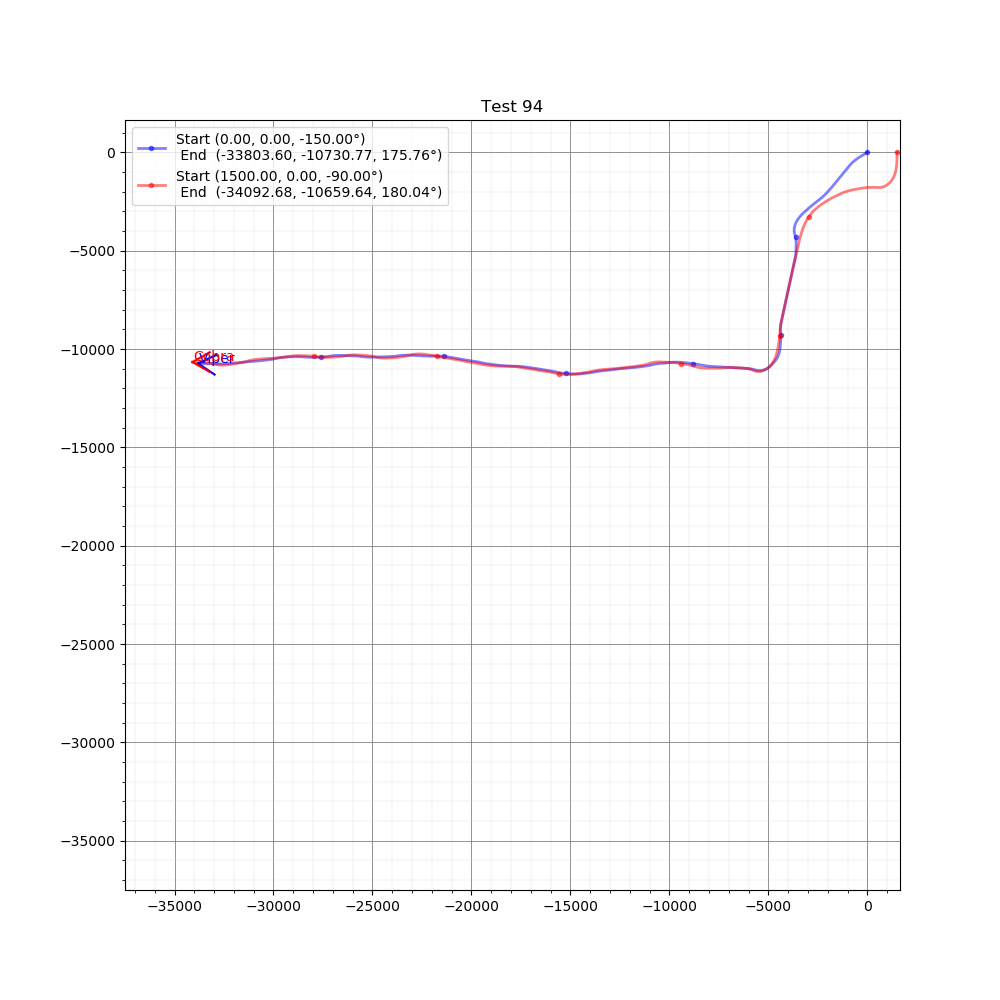 Test 94
Start (0.00, 0.00, -150.00°)
End (-33803.60, -10730.77, 175.76°)
Start (1500.00, 0.00, -90.00°)
End (-34092.68, -10659.64, 180.04°)
0
−5000
−10000
−15000
−20000
−25000
−30000
−35000
−35000 −30000 −25000 −20000 −15000 −10000 −5000 0